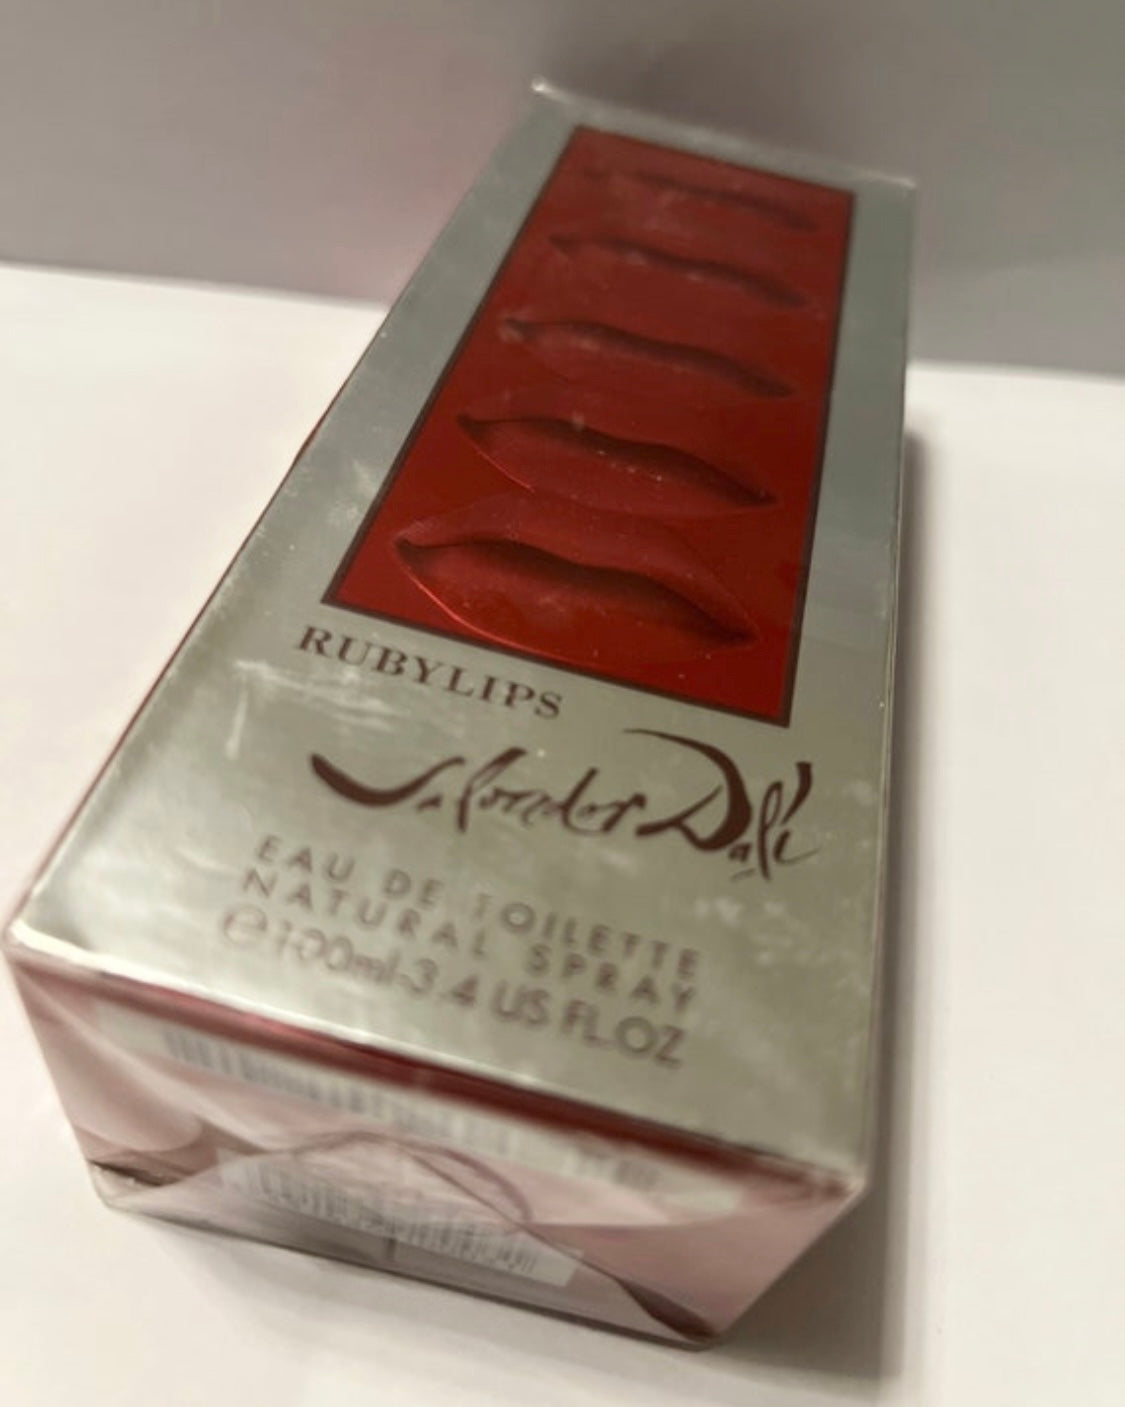 RUBYLIPS
Salvador Dalí
EAU DE TOILETTE
NATURAL SPRAY
℮100ml-3.4 US FL.OZ